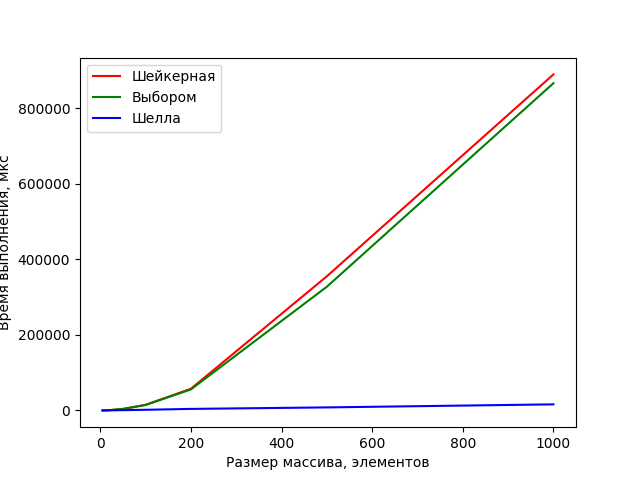 Шейкерная
Выбором
Шелла
800000
600000
400000
200000
0
0 200 400 600 800 1000
Размер массива, элементов
Время выполнения, мкс